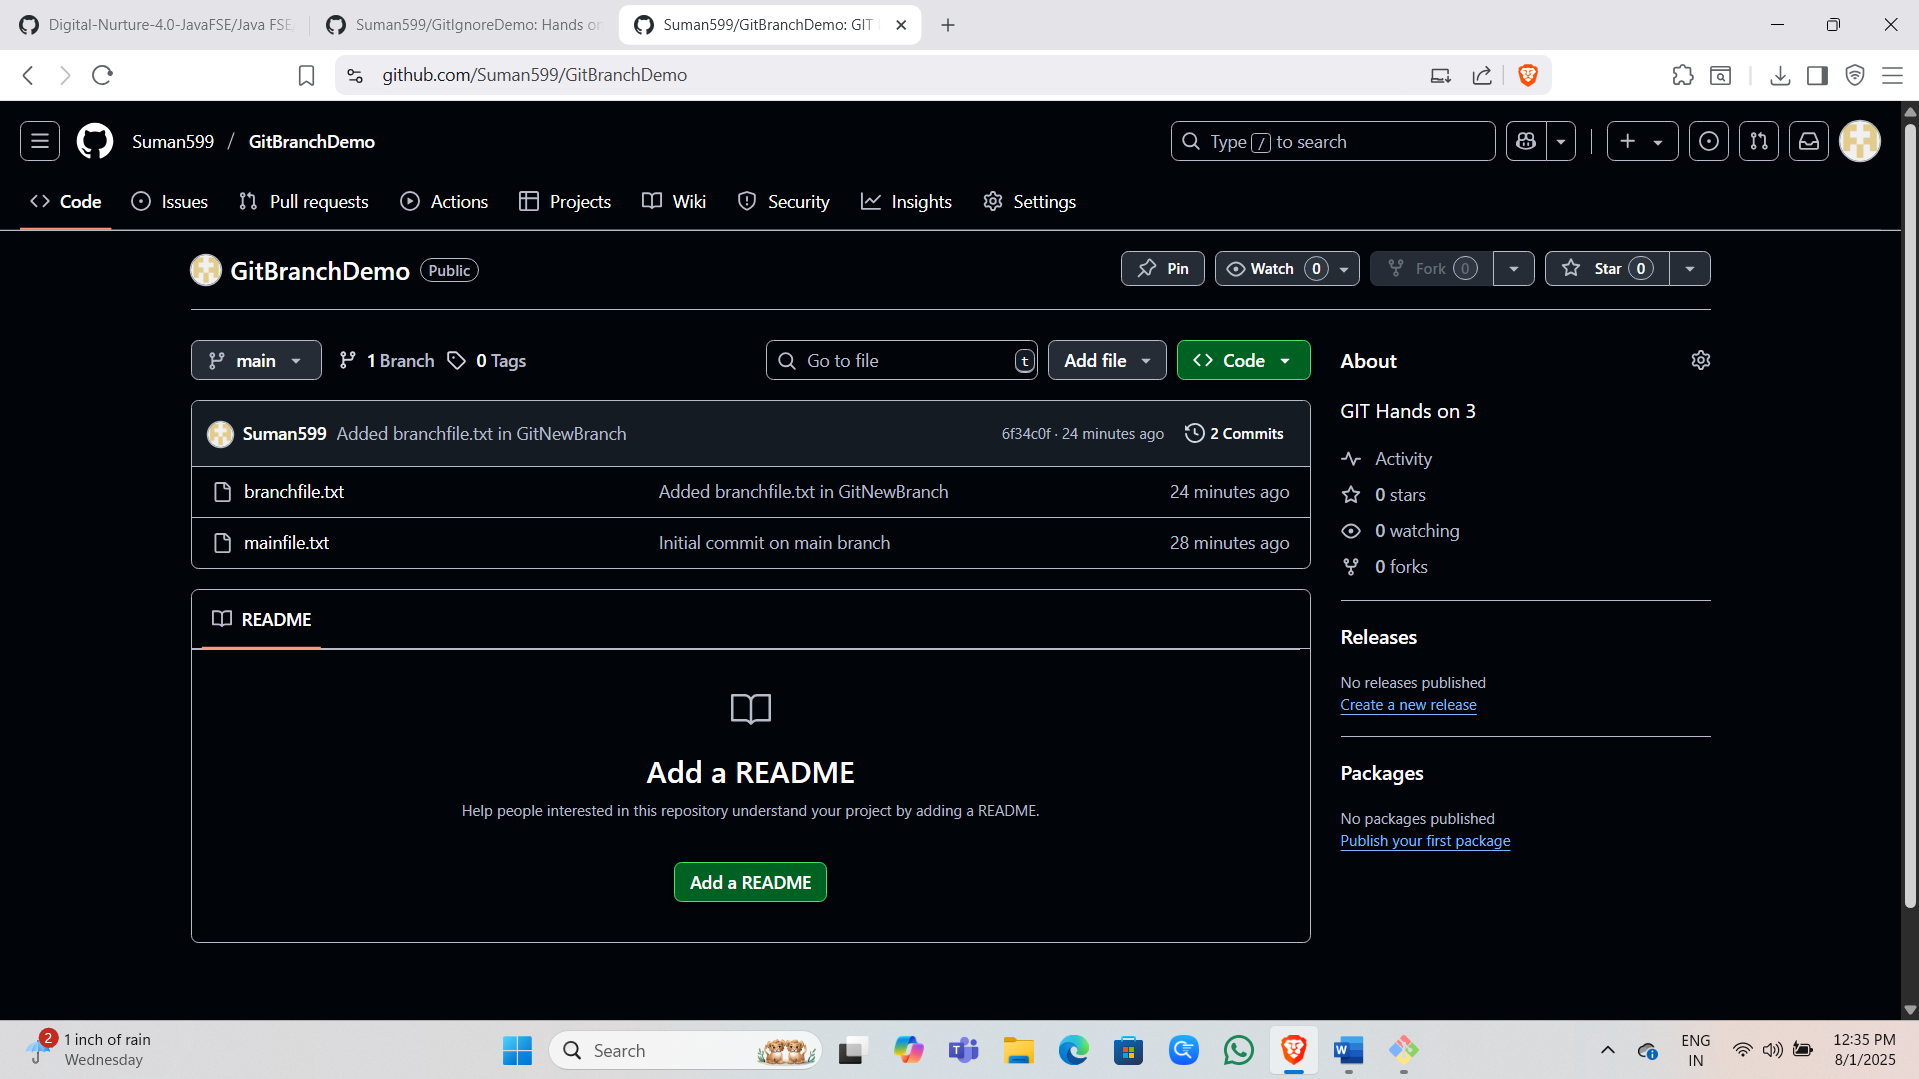 Digital-Nurture-4.0-JavaFSE/Java FSE/
Suman599/GitIgnoreDemo: Hands on
Suman599/GitBranchDemo: GIT
github.com/Suman599/GitBranchDemo
Suman599 / GitBranchDemo
Type / to search
Code Issues Pull requests Actions Projects Wiki Security Insights Settings
GitBranchDemo Public
Pin
Watch 0
Fork 0
Star 0
main 1 Branch 0 Tags
Go to file t
Add file
Code
Suman599 Added branchfile.txt in GitNewBranch 6f34c0f · 24 minutes ago 2 Commits
branchfile.txt Added branchfile.txt in GitNewBranch 24 minutes ago
mainfile.txt Initial commit on main branch 28 minutes ago
README
Add a README
Help people interested in this repository understand your project by adding a README.
Add a README
About
GIT Hands on 3
Activity
0 stars
0 watching
0 forks
Releases
No releases published
Create a new release
Packages
No packages published
Publish your first package
2
1 inch of rain
Wednesday
Search
ENG
IN
12:35 PM
8/1/2025